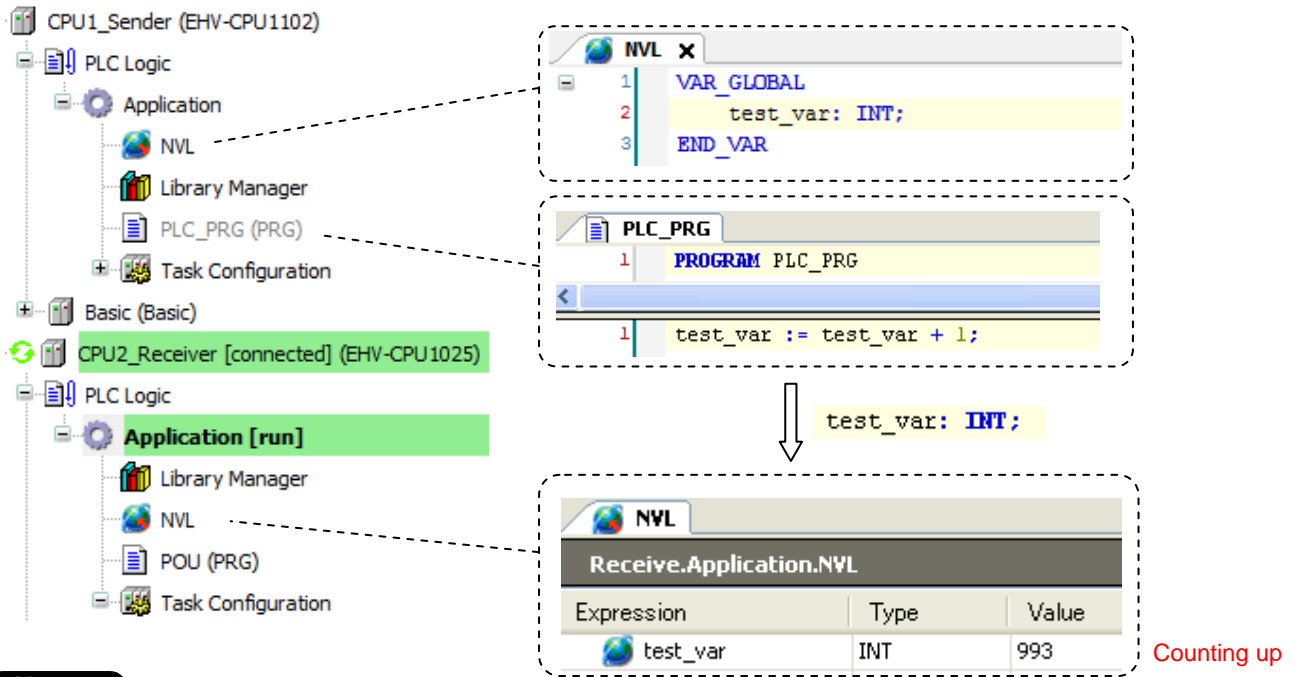 CPU1_Sender (EHV-CPU1102)
PLC Logic
Application
NVL
Library Manager
PLC_PRG (PRG)
Task Configuration
Basic (Basic)
CPU2_Receiver [connected] (EHV-CPU1025)
PLC Logic
Application [run]
Library Manager
NVL
POU (PRG)
Task Configuration
NVL X
1 VAR_GLOBAL
2 test_var: INT;
3 END_VAR
PLC_PRG
1 PROGRAM PLC_PRG
1 test_var := test_var + 1;
test_var: INT;
NVL
Receive.Application.NVL
Expression Type Value
test_var INT 993
Counting up